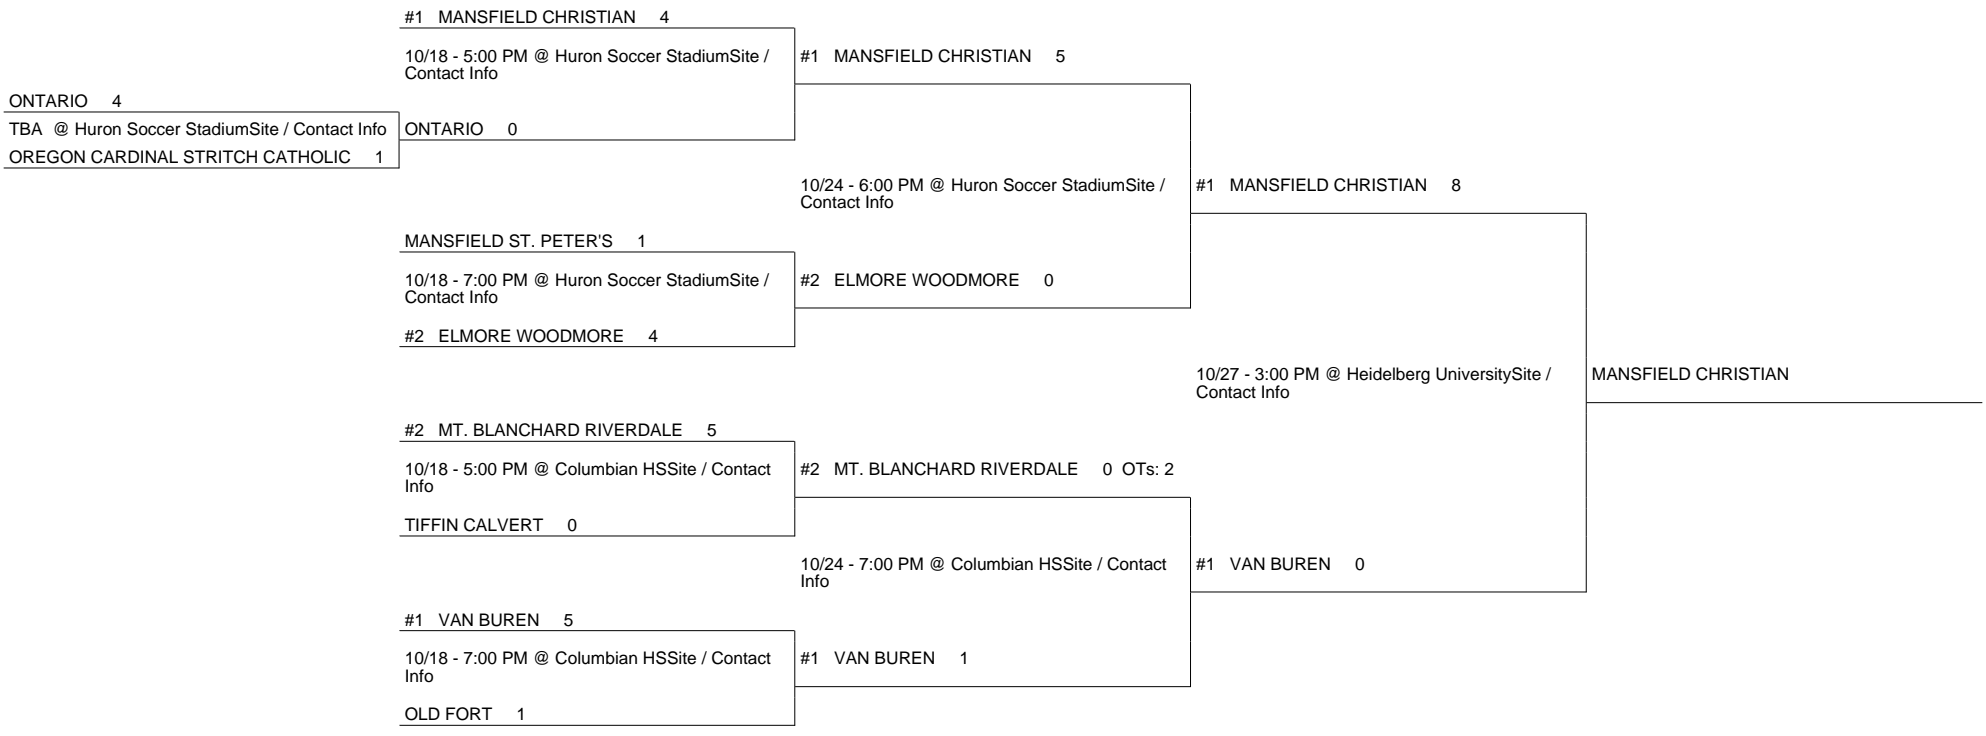 #1 MANSFIELD CHRISTIAN 4
10/18 - 5:00 PM @ Huron Soccer StadiumSite /
Contact Info
#1 MANSFIELD CHRISTIAN 5
ONTARIO 4
TBA @ Huron Soccer StadiumSite / Contact Info
ONTARIO 0
OREGON CARDINAL STRITCH CATHOLIC 1
10/24 - 6:00 PM @ Huron Soccer StadiumSite /
Contact Info
#1 MANSFIELD CHRISTIAN 8
MANSFIELD ST. PETER'S 1
10/18 - 7:00 PM @ Huron Soccer StadiumSite /
Contact Info
#2 ELMORE WOODMORE 0
#2 ELMORE WOODMORE 4
10/27 - 3:00 PM @ Heidelberg UniversitySite /
Contact Info
MANSFIELD CHRISTIAN
#2 MT. BLANCHARD RIVERDALE 5
10/18 - 5:00 PM @ Columbian HSSite / Contact
Info
#2 MT. BLANCHARD RIVERDALE 0 OTs: 2
TIFFIN CALVERT 0
10/24 - 7:00 PM @ Columbian HSSite / Contact
Info
#1 VAN BUREN 0
#1 VAN BUREN 5
10/18 - 7:00 PM @ Columbian HSSite / Contact
Info
#1 VAN BUREN 1
OLD FORT 1